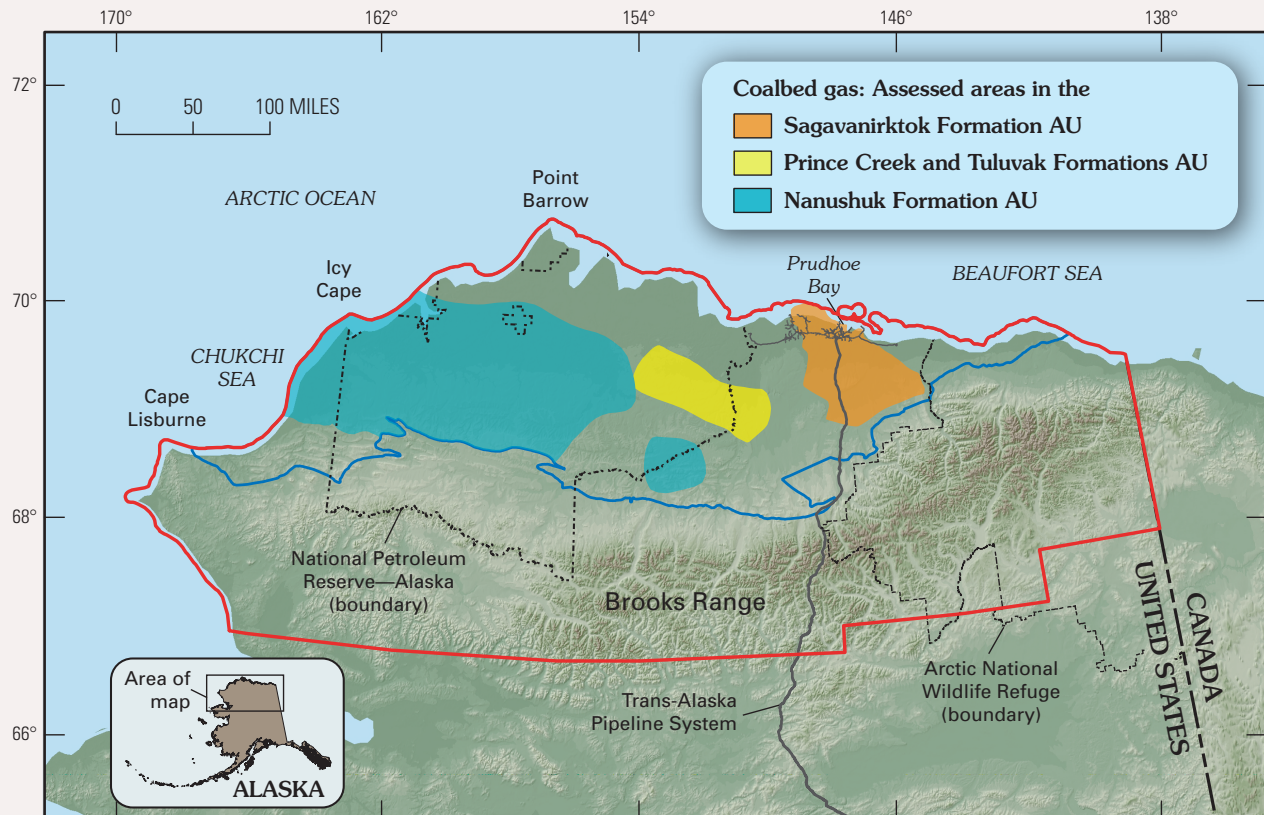 170°
162°
154°
146°
138°
72°
70°
68°
66°
0 50 100 MILES
Coalbed gas: Assessed areas in the
Sagavanirktok Formation AU
Prince Creek and Tuluvak Formations AU
Nanushuk Formation AU
ARCTIC OCEAN
Point
Barrow
Icy
Cape
Prudhoe
Bay
BEAUFORT SEA
CHUKCHI
SEA
Cape
Lisburne
National Petroleum
Reserve—Alaska
(boundary)
Brooks Range
Trans-Alaska
Pipeline System
Arctic National
Wildlife Refuge
(boundary)
CANADA
UNITED STATES
Area of
map
ALASKA